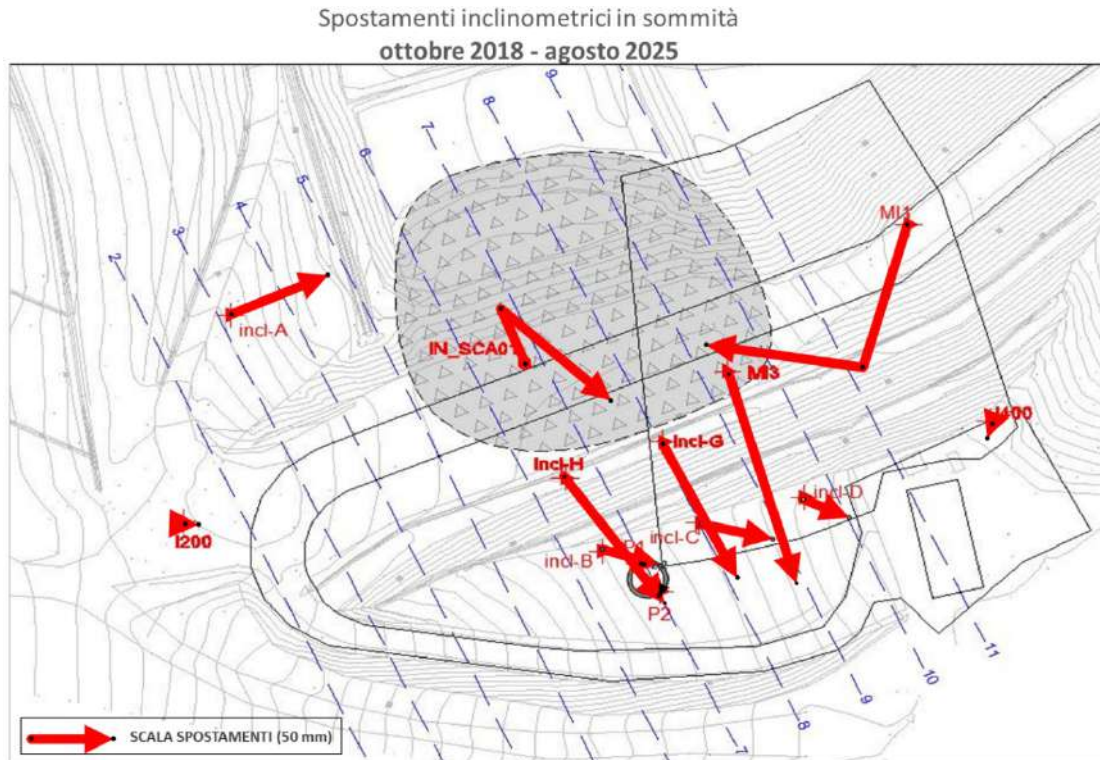 Spostamenti inclinometrici in sommità
ottobre 2018 - agosto 2025
9
8
7
6
5
4
3
2
MI1
incl-A
IN_SCA01
MI3
I400
Incl-G
Incl-H
incl-D
incl-C
I200
P1
incl-B
P2
11
10
9
8
7
SCALA SPOSTAMENTI (50 mm)